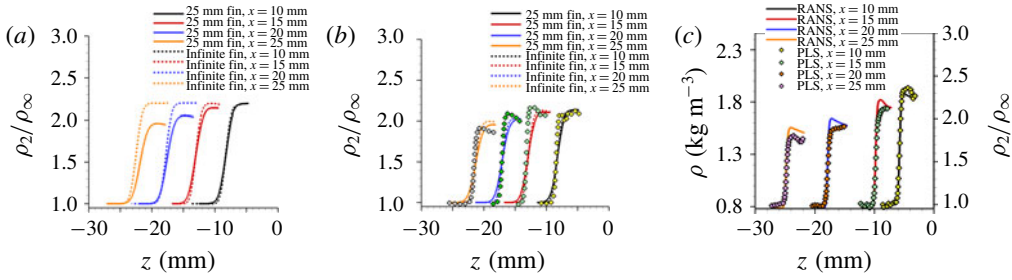 (a)
25 mm fin, x = 10 mm
25 mm fin, x = 15 mm
25 mm fin, x = 20 mm
25 mm fin, x = 25 mm
Infinite fin, x = 10 mm
Infinite fin, x = 15 mm
Infinite fin, x = 20 mm
Infinite fin, x = 25 mm
3.0
2.5
2.0
1.5
1.0
ρ2/ρ∞
−30
−20
−10
0
z (mm)
(b)
25 mm fin, x = 10 mm
25 mm fin, x = 15 mm
25 mm fin, x = 20 mm
25 mm fin, x = 25 mm
Infinite fin, x = 10 mm
Infinite fin, x = 15 mm
Infinite fin, x = 20 mm
Infinite fin, x = 25 mm
3.0
2.5
2.0
1.5
1.0
ρ2/ρ∞
−30
−20
−10
0
z (mm)
(c)
RANS, x = 10 mm
RANS, x = 15 mm
RANS, x = 20 mm
RANS, x = 25 mm
PLS, x = 10 mm
PLS, x = 15 mm
PLS, x = 20 mm
PLS, x = 25 mm
2.3
1.8
1.3
0.8
ρ (kg m−3)
3.0
2.5
2.0
1.5
1.0
ρ2/ρ∞
−30
−20
−10
0
z (mm)